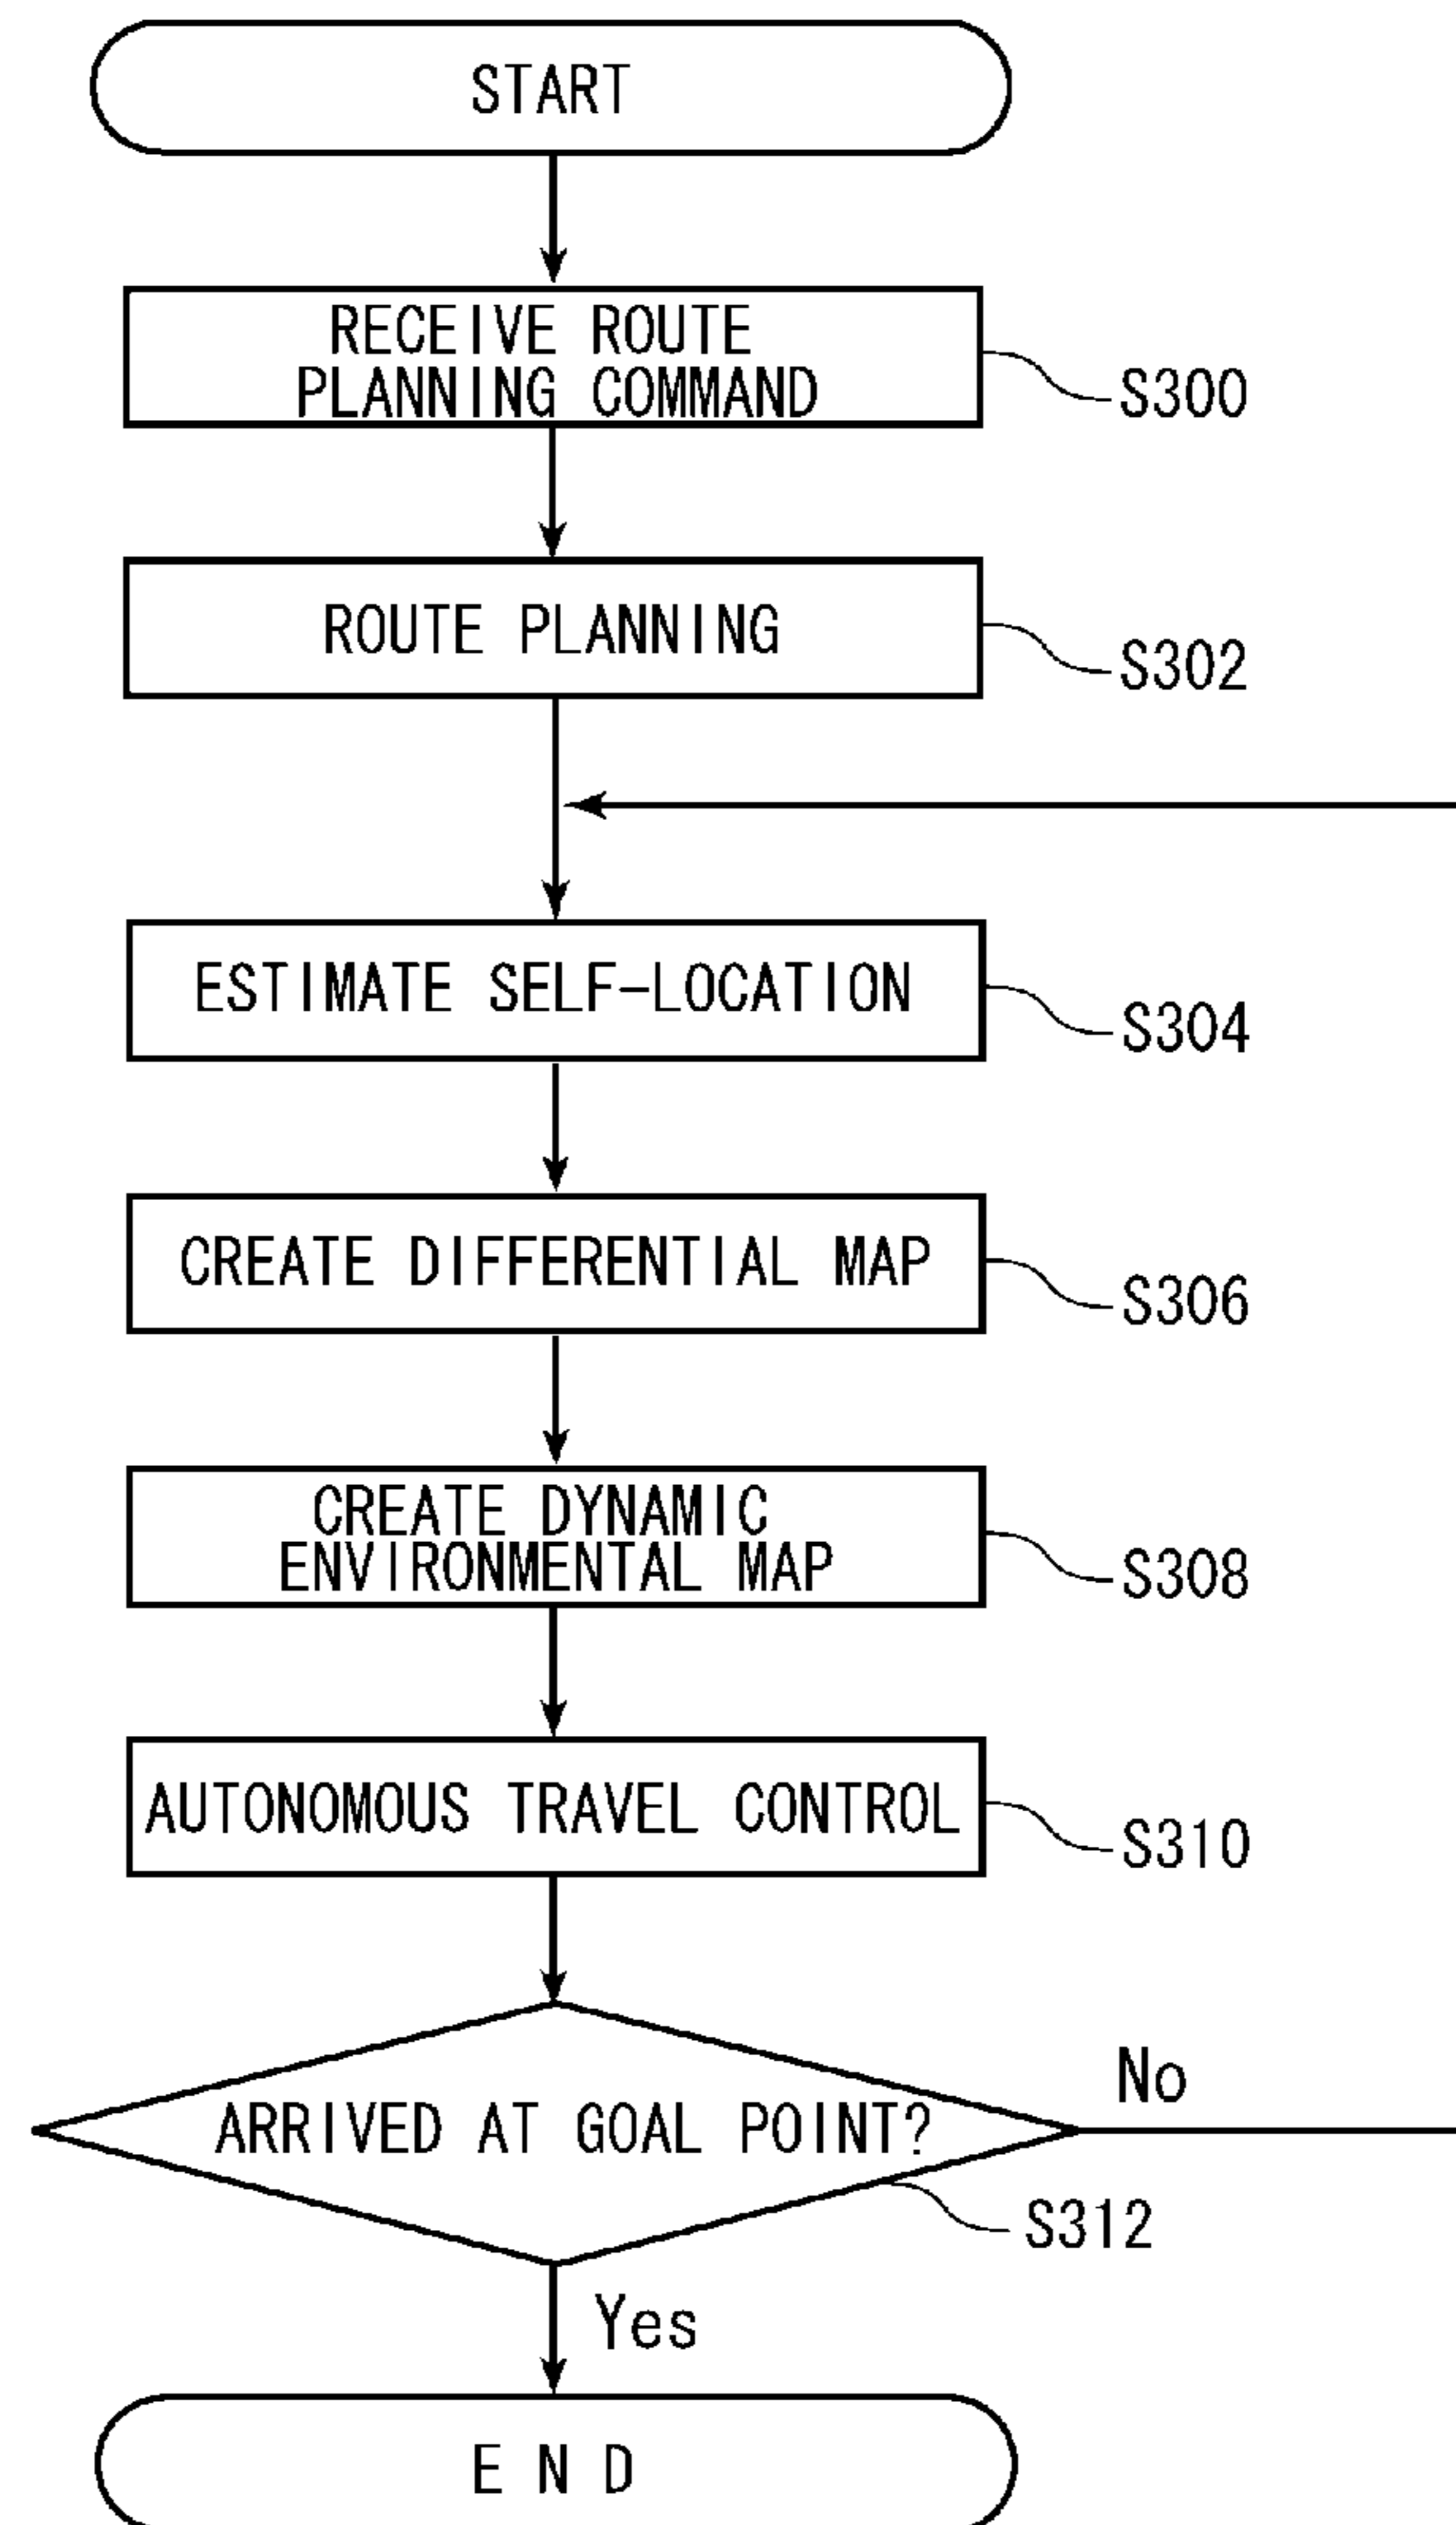 START
RECEIVE ROUTE
PLANNING COMMAND
S300
ROUTE PLANNING
S302
ESTIMATE SELF-LOCATION
S304
CREATE DIFFERENTIAL MAP
S306
CREATE DYNAMIC
ENVIRONMENTAL MAP
S308
AUTONOMOUS TRAVEL CONTROL
S310
ARRIVED AT GOAL POINT?
No
S312
Yes
END